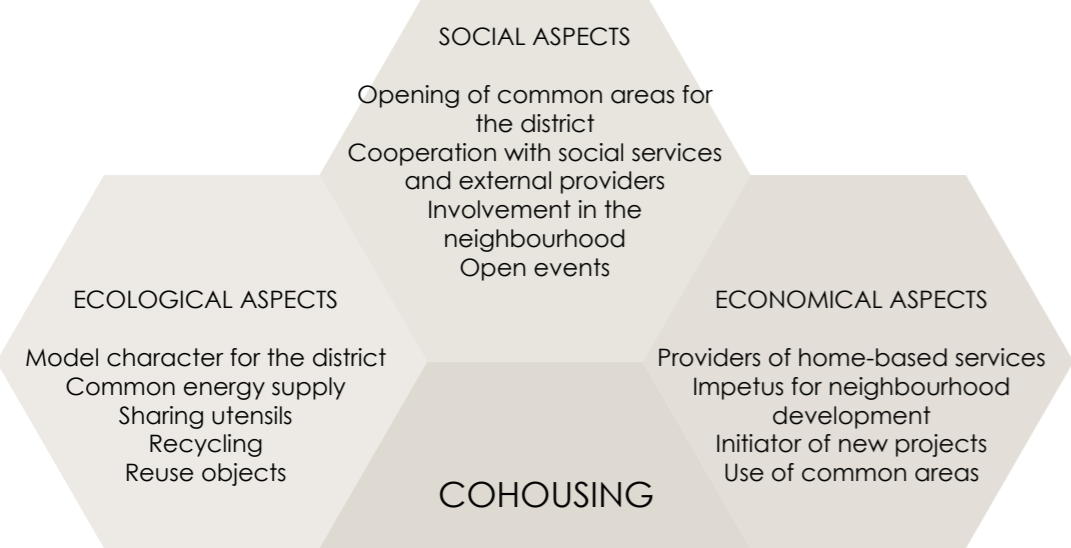 SOCIAL ASPECTS
Opening of common areas for
the district
Cooperation with social services
and external providers
Involvement in the
neighbourhood
Open events
ECOLOGICAL ASPECTS
Model character for the district
Common energy supply
Sharing utensils
Recycling
Reuse objects
ECONOMICAL ASPECTS
Providers of home-based services
Impetus for neighbourhood
development
Initiator of new projects
Use of common areas
COHOUSING